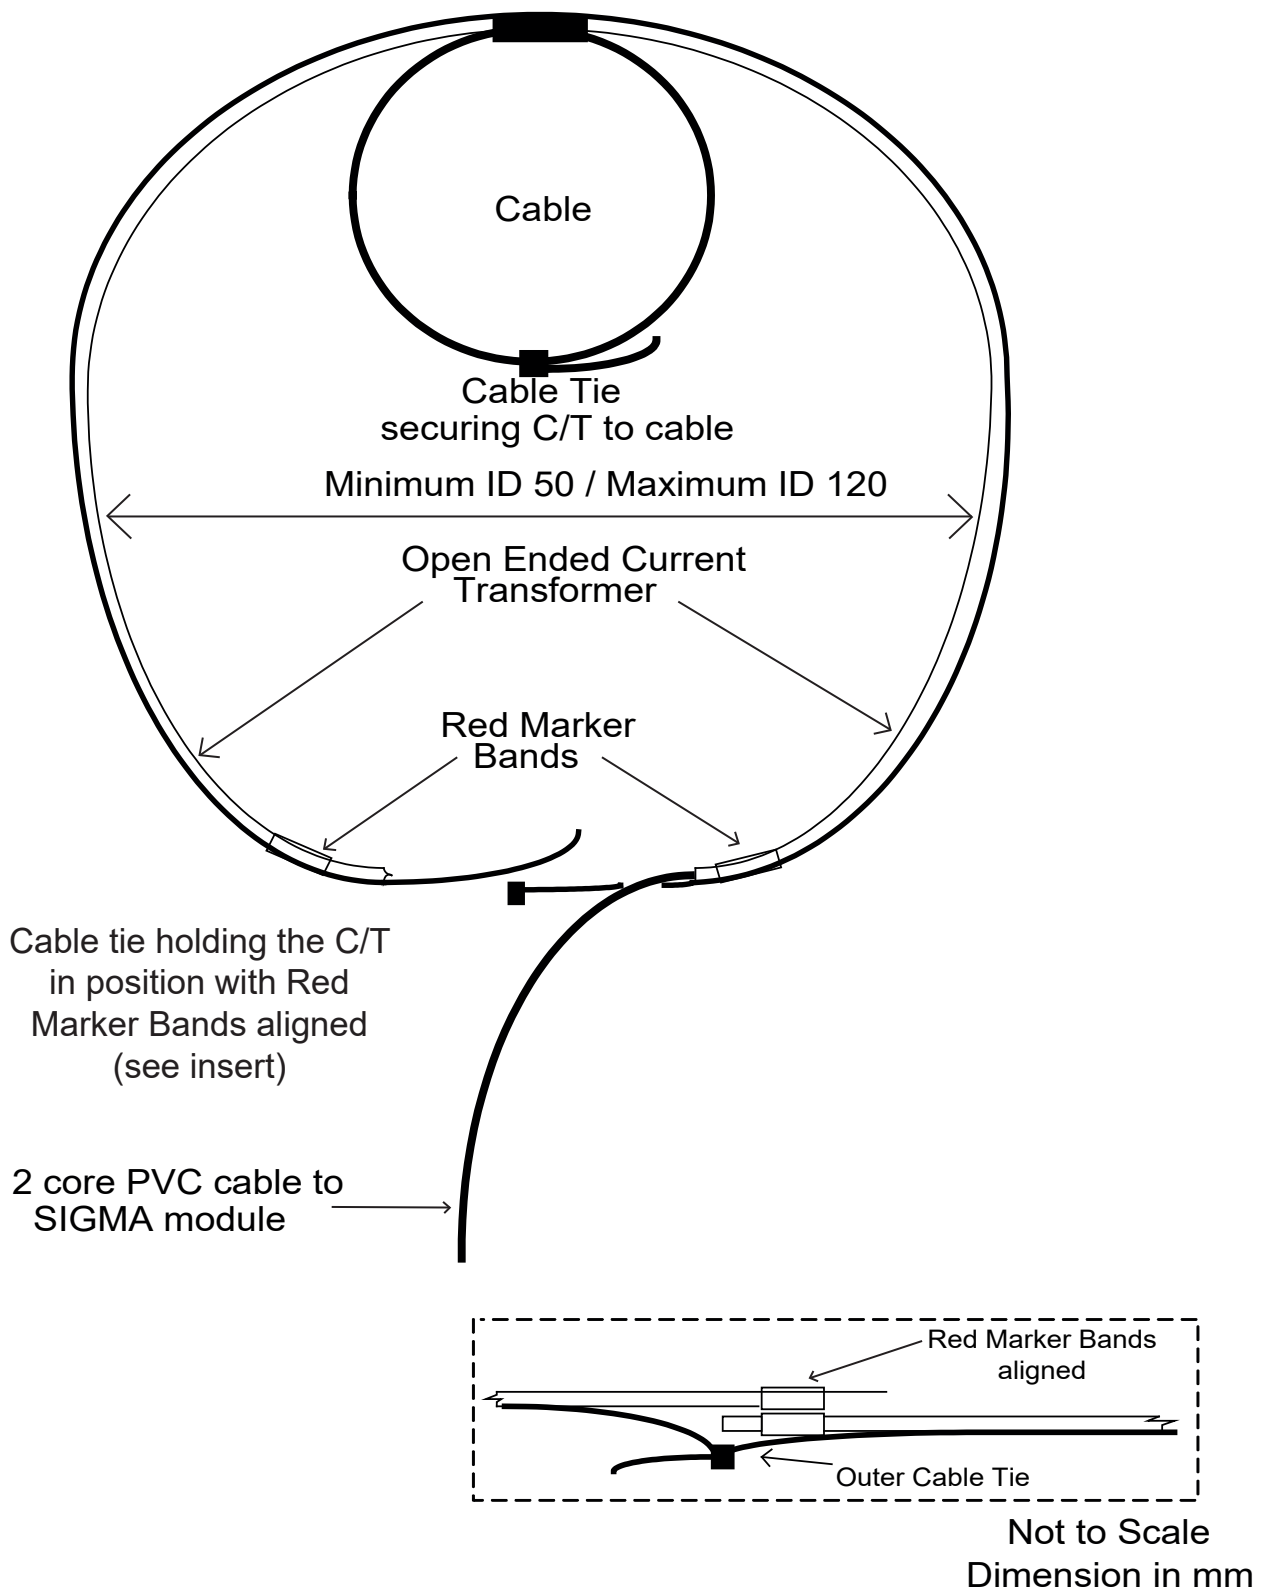 Cable
Cable Tie
securing C/T to cable
Minimum ID 50 / Maximum ID 120
Open Ended Current
Transformer
Red Marker
Bands
Cable tie holding the C/T
in position with Red
Marker Bands aligned
(see insert)
2 core PVC cable to
SIGMA module
Red Marker Bands
aligned
Outer Cable Tie
Not to Scale
Dimension in mm